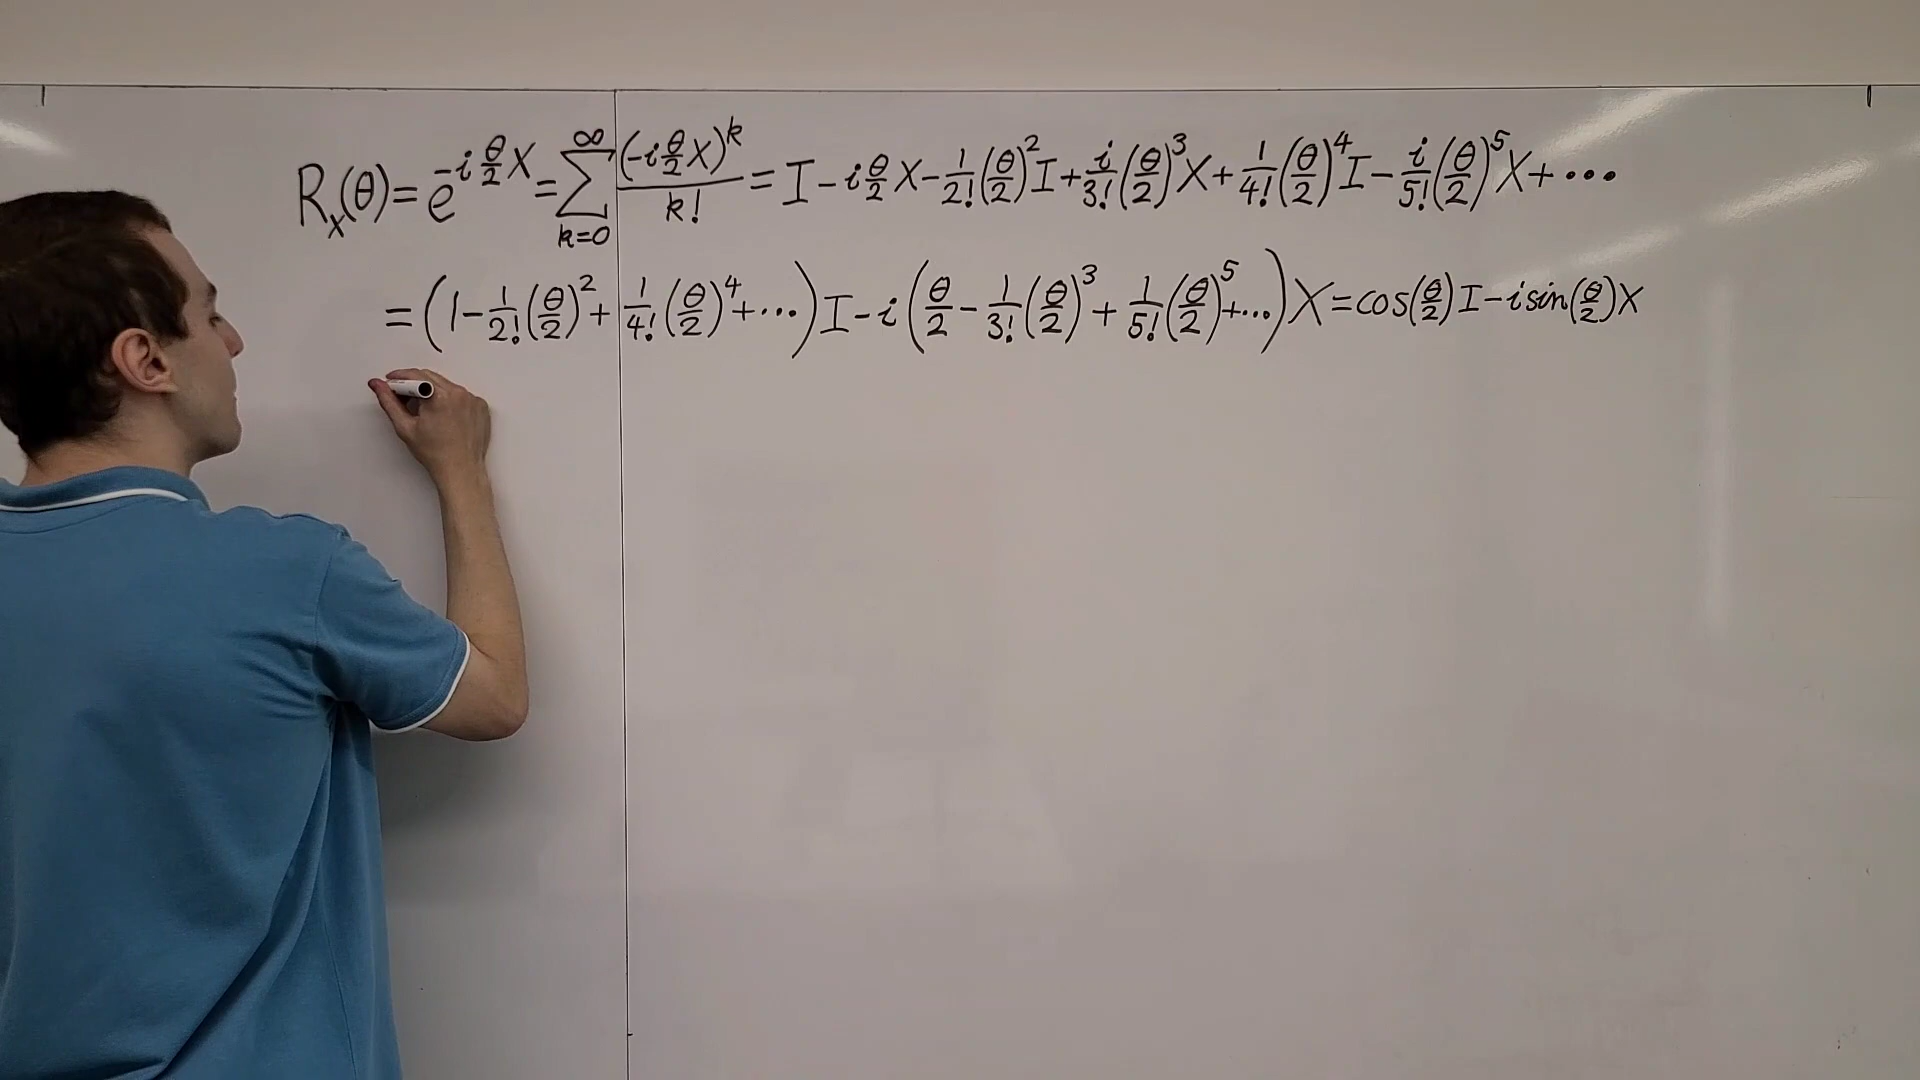 Rₓ(θ) = e^(-i θ/2 X) = ∑_{k=0}^{∞} (-i θ/2 X)^k / k! = I - i θ/2 X - 1/2! (θ/2)² I + i/3! (θ/2)³ X + 1/4! (θ/2)⁴ I - i/5! (θ/2)⁵ X + ⋯
= (1 - 1/2! (θ/2)² + 1/4! (θ/2)⁴ + ⋯) I - i (θ/2 - 1/3! (θ/2)³ + 1/5! (θ/2)⁵ + ⋯) X = cos(θ/2) I - i sin(θ/2) X